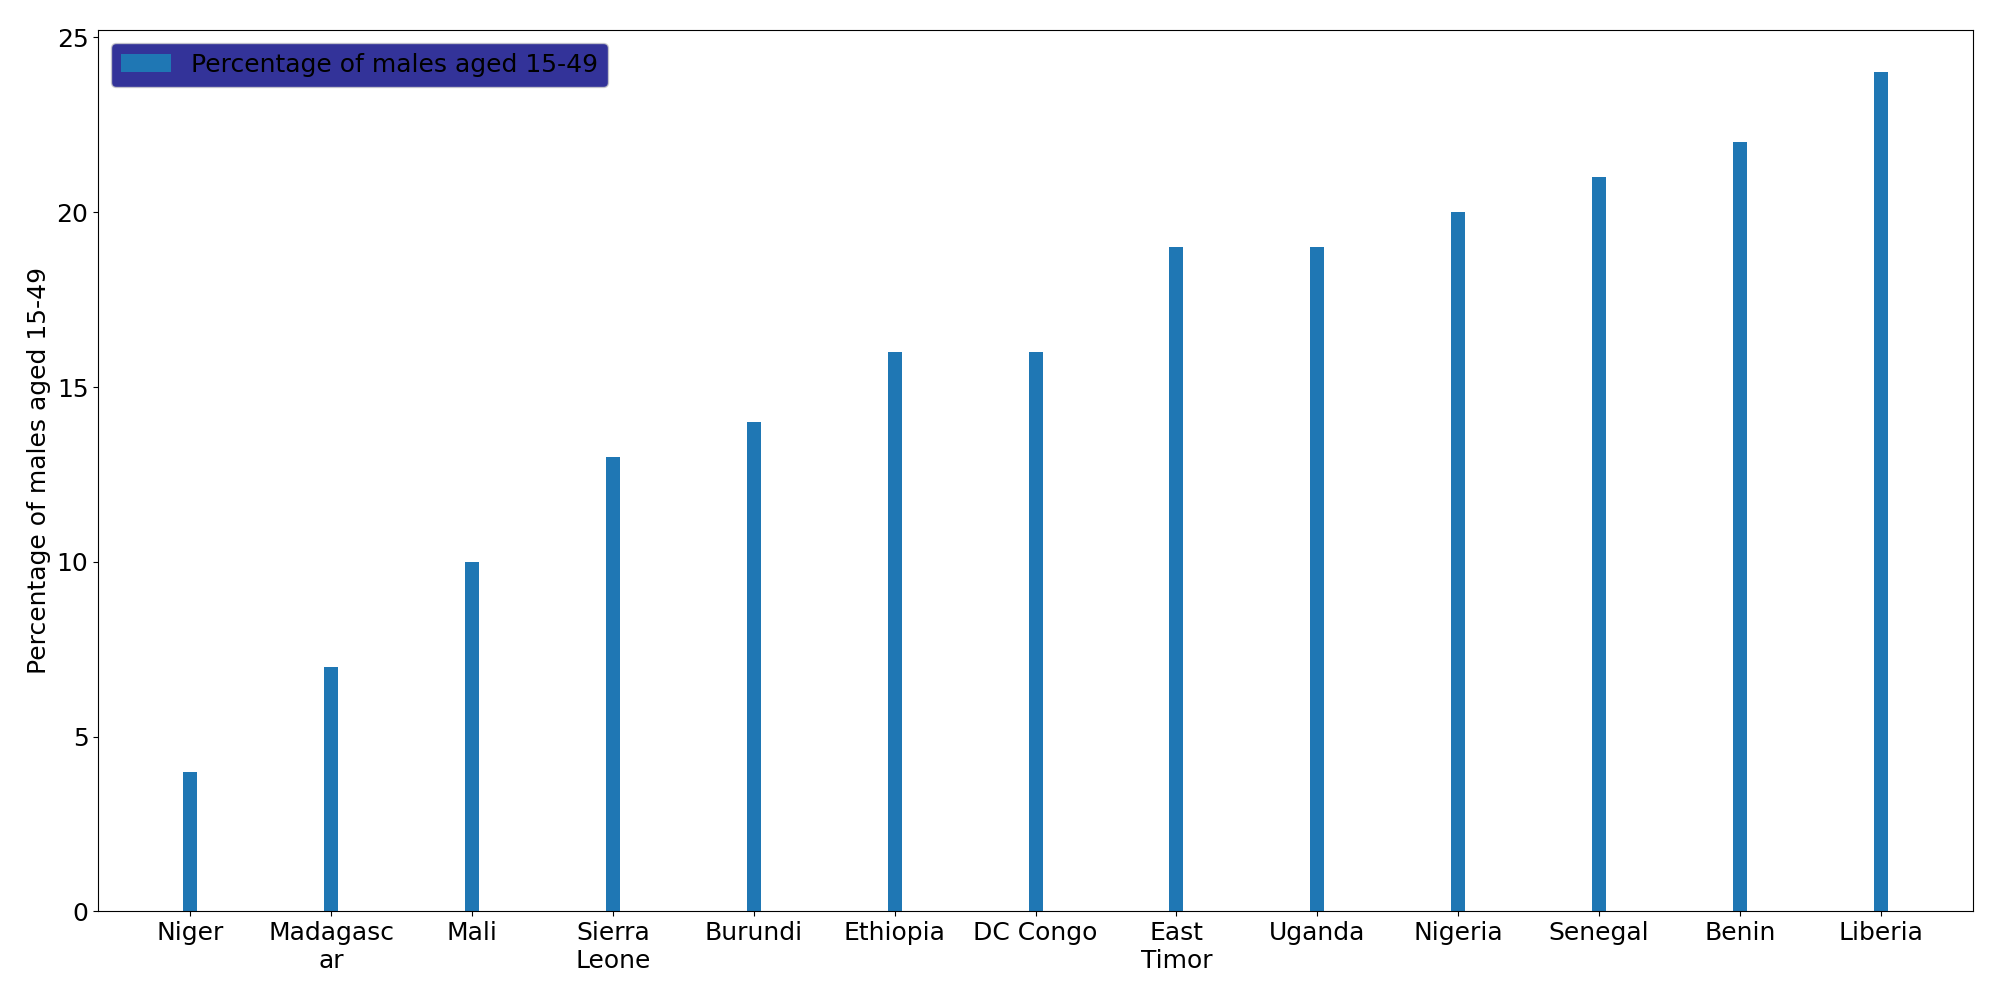 Percentage of males aged 15-49
Percentage of males aged 15-49
25
20
15
10
5
0
Niger
Madagasc
ar
Mali
Sierra
Leone
Burundi
Ethiopia
DC Congo
East
Timor
Uganda
Nigeria
Senegal
Benin
Liberia